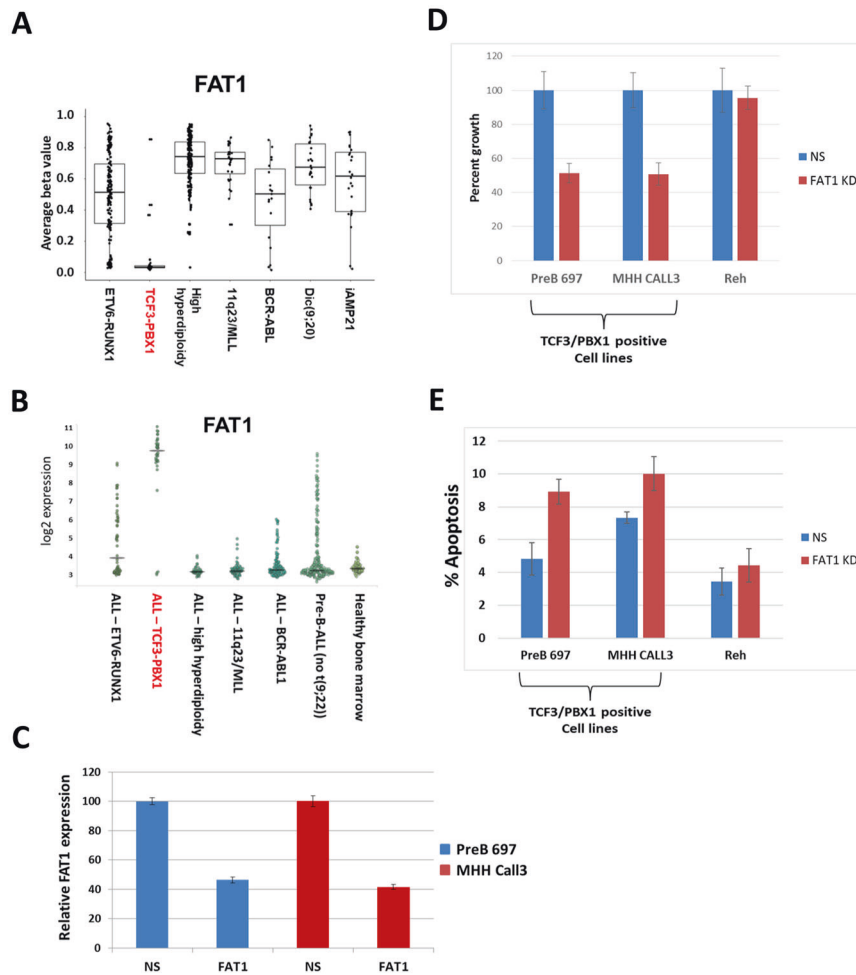 A
FAT1
Average beta value
1.0
0.8
0.6
0.4
0.2
0.0
ETV6-RUNX1
TCF3-PBX1
High
hyperdiploidy
11q23/MLL
BCR-ABL
Dic(9;20)
iAMP21
B
FAT1
log2 expression
11
10
9
8
7
6
5
4
3
ALL – ETV6-RUNX1
ALL – TCF3-PBX1
ALL – high hyperdiploidy
ALL – 11q23/MLL
ALL – BCR-ABL1
Pre-B-ALL (no t(9;22))
Healthy bone marrow
C
Relative FAT1 expression
120
100
80
60
40
20
0
NS
FAT1
NS
FAT1
PreB 697
MHH Call3
D
Percent growth
120
100
80
60
40
20
0
PreB 697
MHH CALL3
Reh
NS
FAT1 KD
TCF3/PBX1 positive
Cell lines
E
% Apoptosis
12
10
8
6
4
2
0
PreB 697
MHH CALL3
Reh
NS
FAT1 KD
TCF3/PBX1 positive
Cell lines